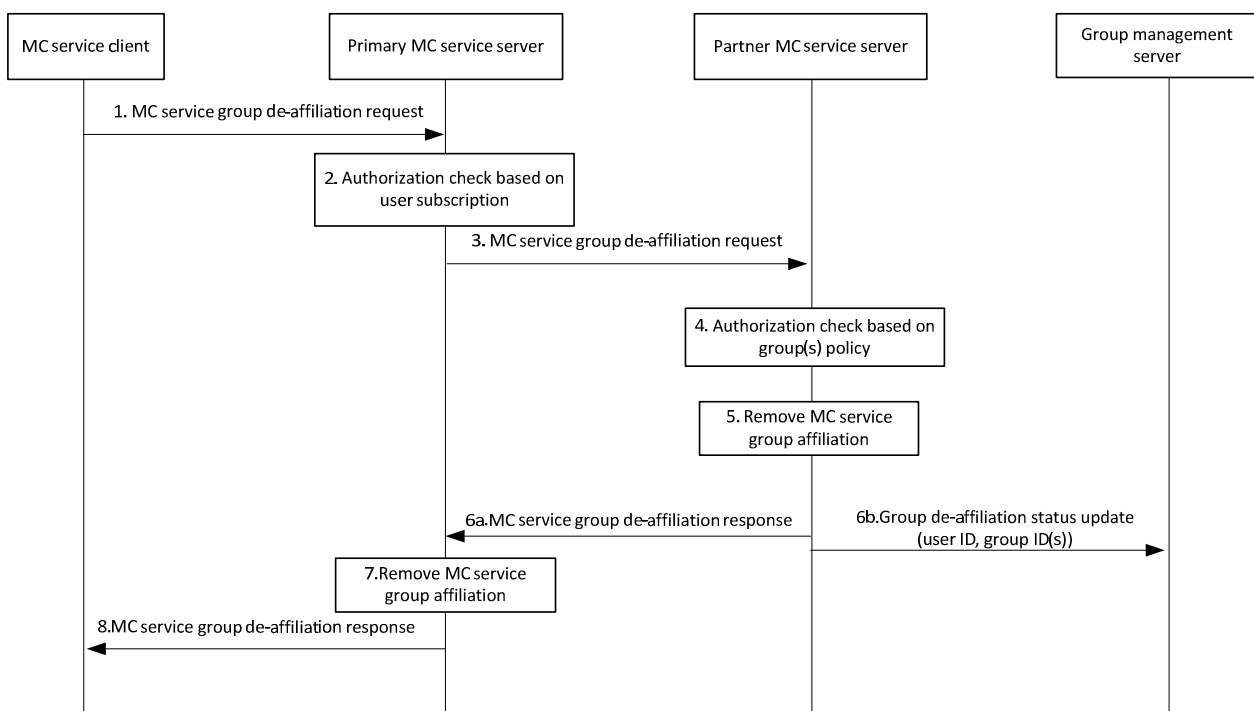 MC service client
Primary MC service server
Partner MC service server
Group management
server
1. MC service group de-affiliation request
2. Authorization check based on
user subscription
3. MC service group de-affiliation request
4. Authorization check based on
group(s) policy
5. Remove MC service
group affiliation
6a.MC service group de-affiliation response
6b.Group de-affiliation status update
(user ID, group ID(s))
7.Remove MC service
group affiliation
8.MC service group de-affiliation response